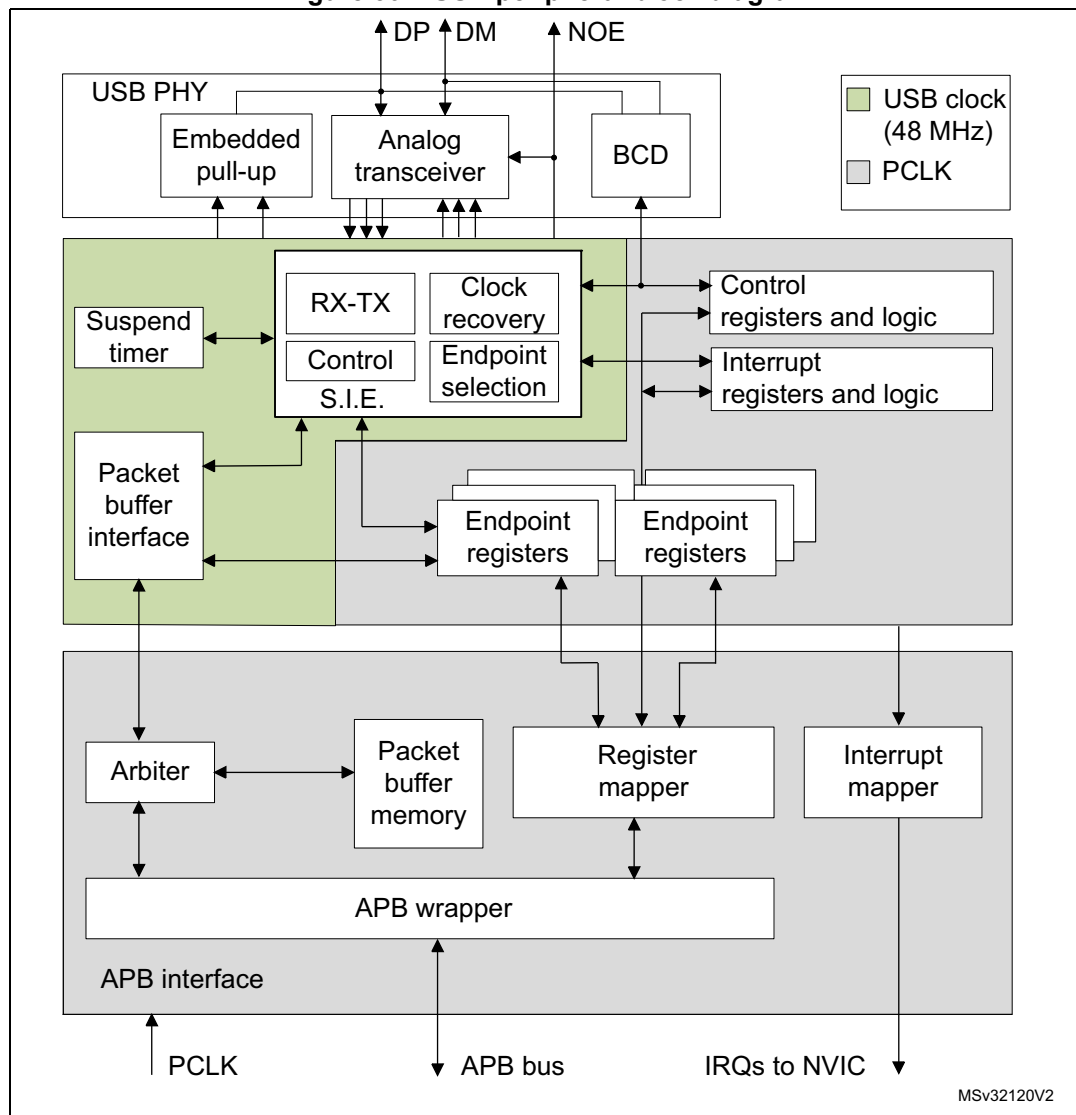 DP DM NOE
USB PHY
Embedded
pull-up
Analog
transceiver
BCD
USB clock
(48 MHz)
PCLK
RX-TX
Clock
recovery
Control
Endpoint
selection
S.I.E.
Suspend
timer
Control
registers and logic
Interrupt
registers and logic
Packet
buffer
interface
Endpoint
registers
Endpoint
registers
Arbiter
Packet
buffer
memory
Register
mapper
Interrupt
mapper
APB wrapper
APB interface
PCLK
APB bus
IRQs to NVIC
MSv32120V2